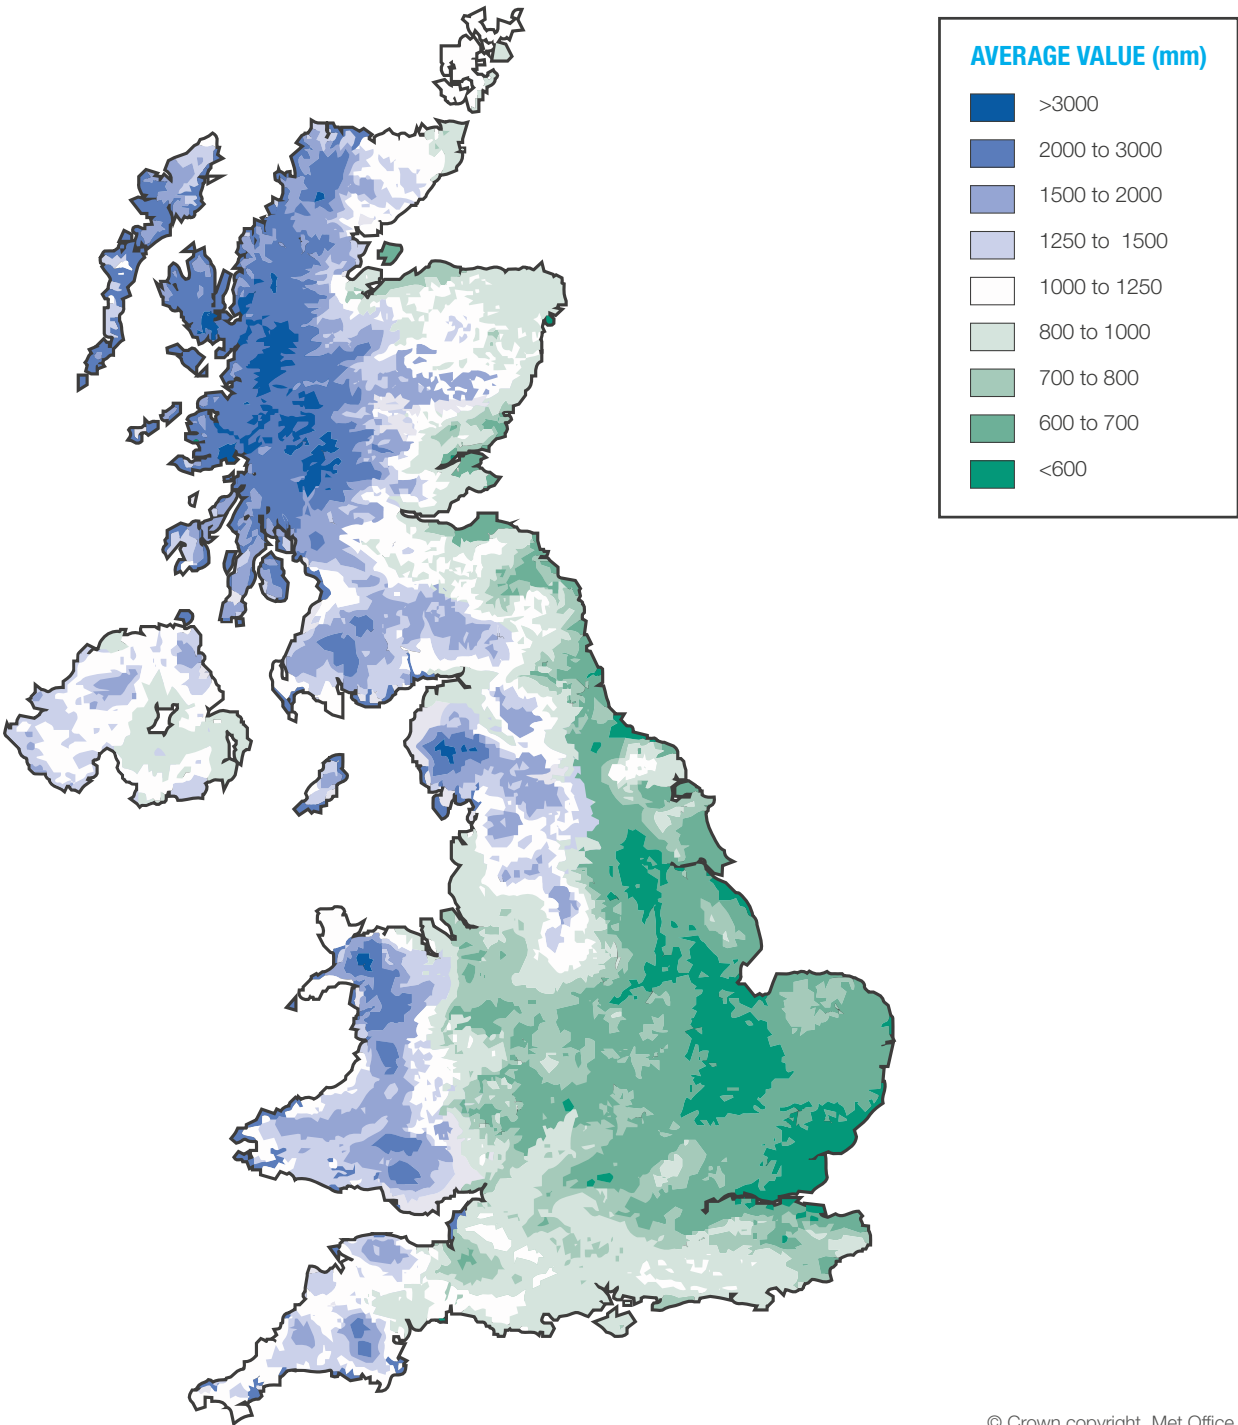 AVERAGE VALUE (mm)
>3000
2000 to 3000
1500 to 2000
1250 to 1500
1000 to 1250
800 to 1000
700 to 800
600 to 700
<600
© Crown copyright, Met Office